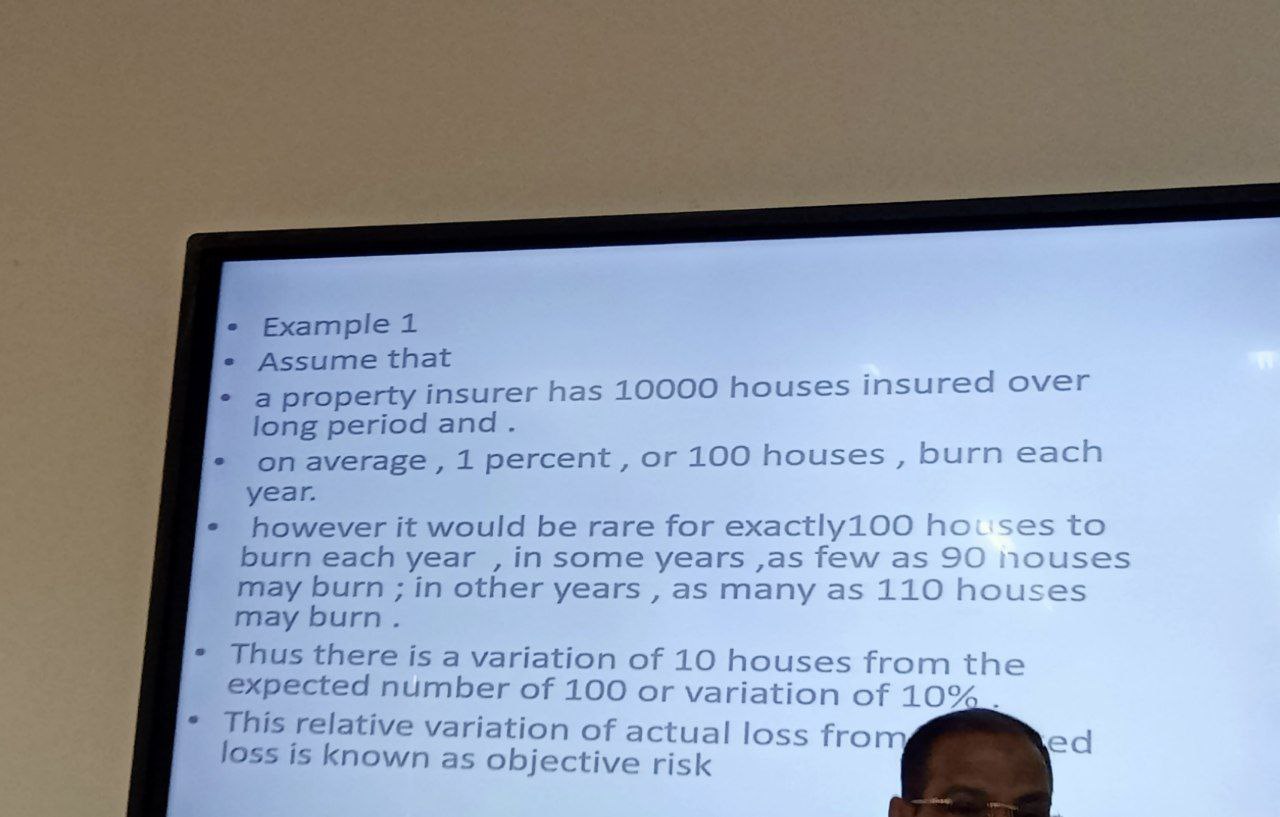 • Example 1
• Assume that
• a property insurer has 10000 houses insured over
long period and .
• on average , 1 percent , or 100 houses , burn each
year.
• however it would be rare for exactly100 houses to
burn each year , in some years ,as few as 90 houses
may burn ; in other years , as many as 110 houses
may burn .
• Thus there is a variation of 10 houses from the
expected number of 100 or variation of 10% .
• This relative variation of actual loss from
loss is known as objective risk